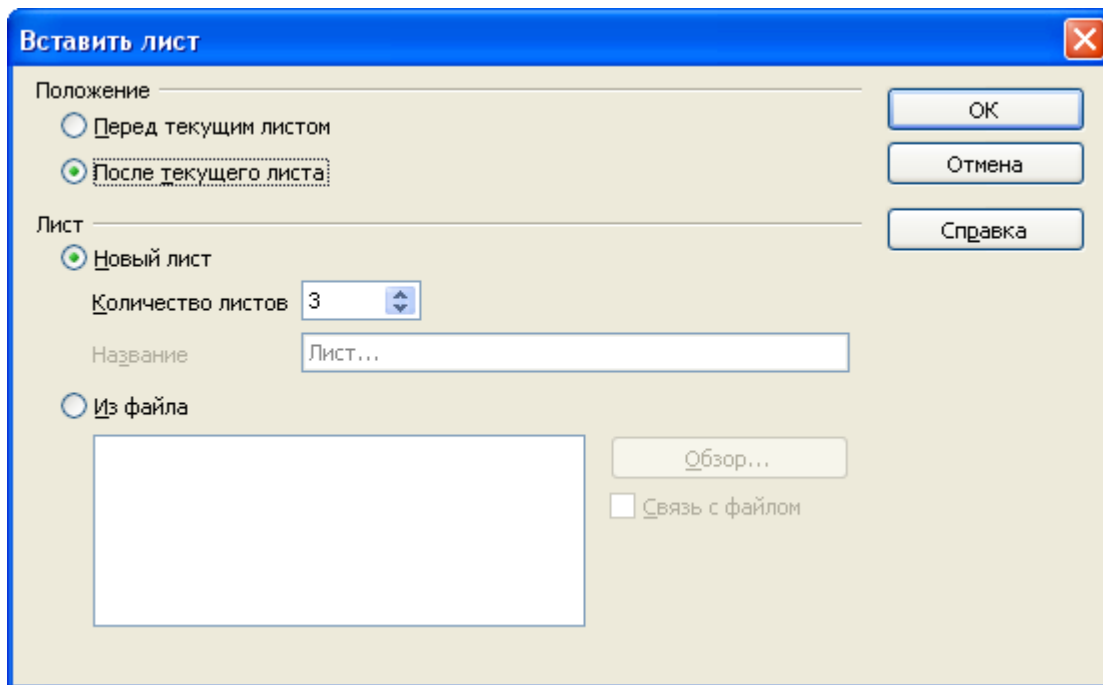 Вставить лист
Положение
Перед текущим листом
После текущего листа
ОК
Отмена
Справка
Лист
Новый лист
Количество листов 3
Название Лист...
Из файла
Обзор...
Связь с файлом